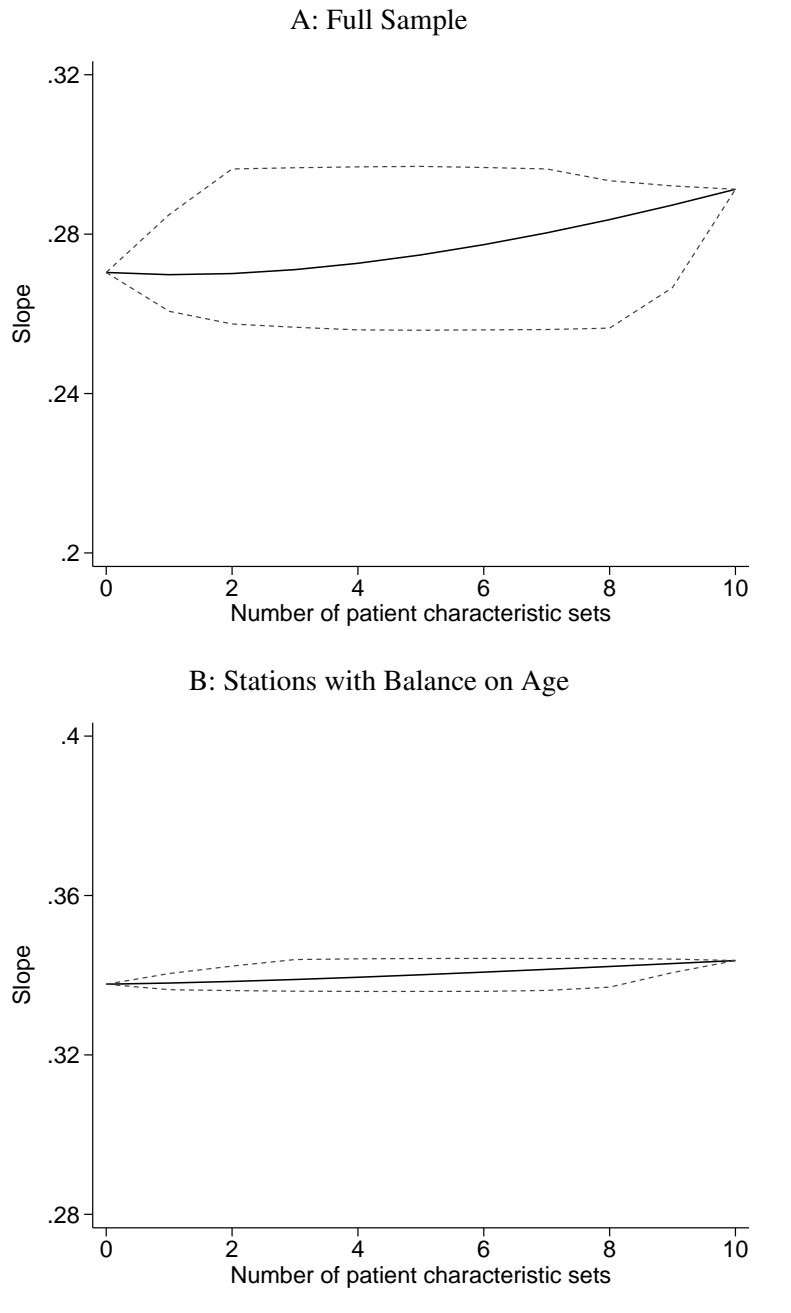 A: Full Sample
.32
.28
.24
.2
Slope
0 2 4 6 8 10
Number of patient characteristic sets
B: Stations with Balance on Age
.4
.36
.32
.28
Slope
0 2 4 6 8 10
Number of patient characteristic sets